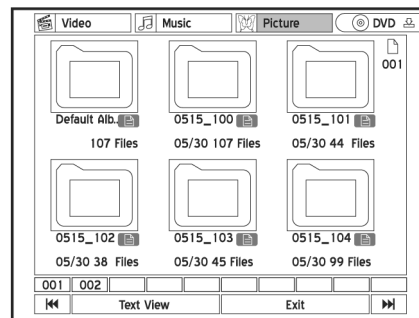 Video Music Picture DVD
001
Default Alb.. 0515_100 0515_101
107 Files 05/30 107 Files 05/30 44 Files
0515_102 0515_103 0515_104
05/30 38 Files 05/30 45 Files 05/30 99 Files
001 002
Text View Exit